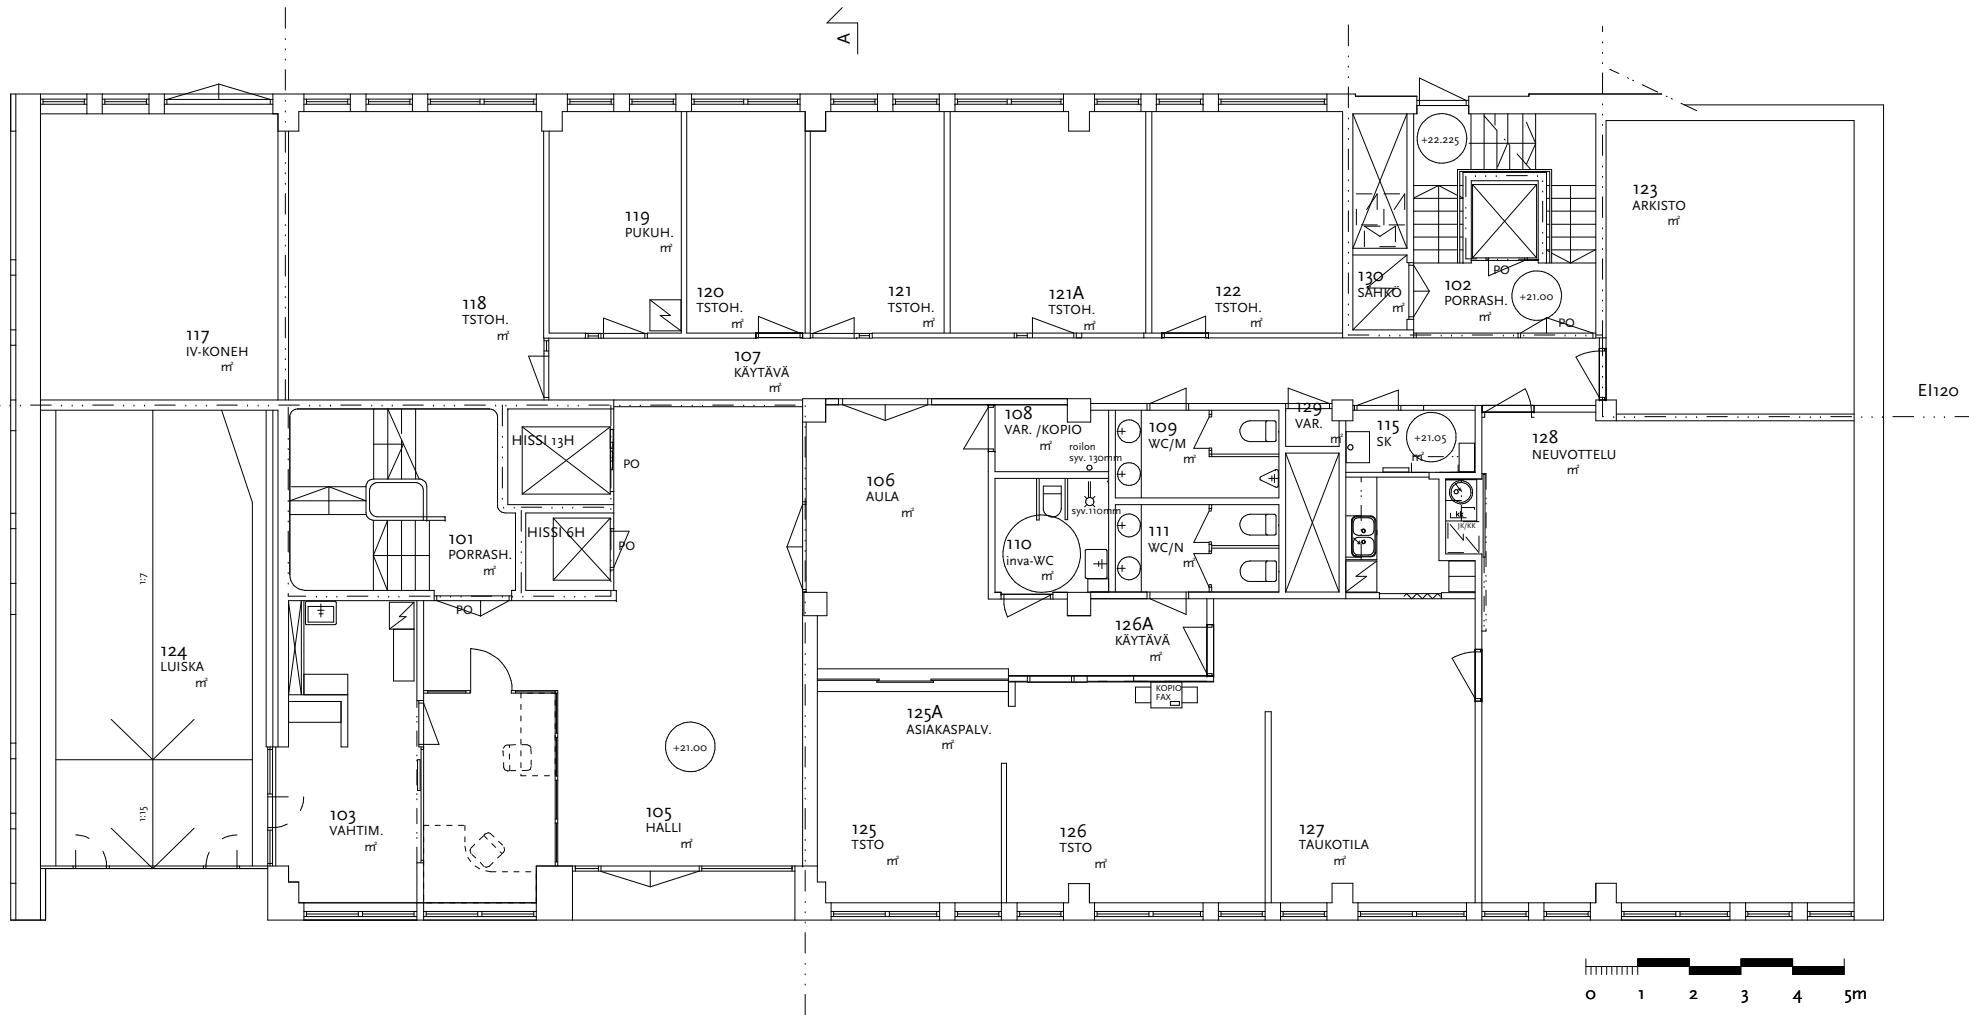 A
+22.225
123
ARKISTO
m²
119
PUKUH.
m²
118
TSTOH.
m²
120
TSTOH.
m²
121
TSTOH.
m²
121A
TSTOH.
m²
122
TSTOH.
m²
130
SÄHKÖ
m²
PO
102
PORRASH.
m²
+21.00
PO
117
IV-KONEH
m²
107
KÄYTÄVÄ
m²
EI120
HISSI 13H
PO
108
VAR. /KOPIO
m²
roilon
syv. 130mm
109
WC/M
m²
129
VAR.
m²
115
SK
m²
+21.05
128
NEUVOTTELU
m²
106
AULA
m²
syv.110mm
kk
JK/KK
101
PORRASH.
m²
HISSI 6H
PO
110
inva-WC
m²
111
WC/N
m²
1:7
PO
124
LUISKA
m²
126A
KÄYTÄVÄ
m²
KOPIO
FAX
125A
ASIAKASPALV.
m²
+21.00
1:15
103
VAHTIM.
m²
105
HALLI
m²
125
TSTO
m²
126
TSTO
m²
127
TAUKOTILA
m²
0 1 2 3 4 5m